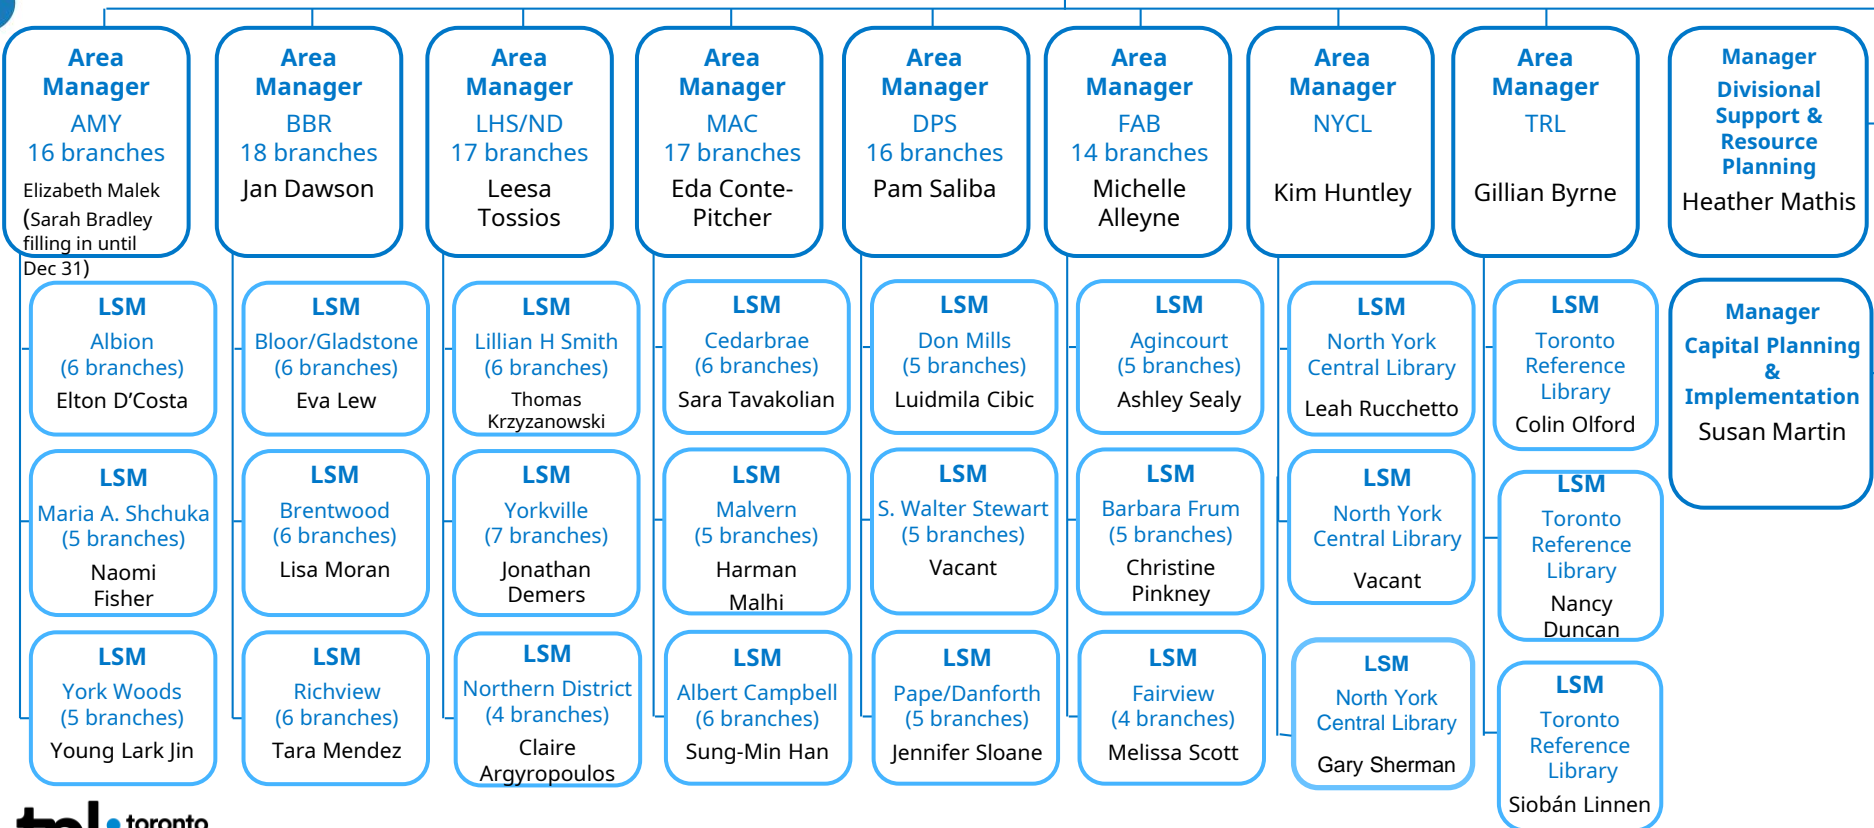 Area
Manager
AMY
16 branches
Elizabeth Malek
(Sarah Bradley
filling in until
Dec 31)
Area
Manager
BBR
18 branches
Jan Dawson
Area
Manager
LHS/ND
17 branches
Leesa
Tossios
Area
Manager
MAC
17 branches
Eda Conte-
Pitcher
Area
Manager
DPS
16 branches
Pam Saliba
Area
Manager
FAB
14 branches
Michelle
Alleyne
Area
Manager
NYCL
Kim Huntley
Area
Manager
TRL
Gillian Byrne
Manager
Divisional
Support &
Resource
Planning
Heather Mathis
LSM
Albion
(6 branches)
Elton D’Costa
LSM
Bloor/Gladstone
(6 branches)
Eva Lew
LSM
Lillian H Smith
(6 branches)
Thomas
Krzyzanowski
LSM
Cedarbrae
(6 branches)
Sara Tavakolian
LSM
Don Mills
(5 branches)
Luidmila Cibic
LSM
Agincourt
(5 branches)
Ashley Sealy
LSM
North York
Central Library
Leah Rucchetto
LSM
Toronto
Reference
Library
Colin Olford
Manager
Capital Planning
&
Implementation
Susan Martin
LSM
Maria A. Shchuka
(5 branches)
Naomi
Fisher
LSM
Brentwood
(6 branches)
Lisa Moran
LSM
Yorkville
(7 branches)
Jonathan
Demers
LSM
Malvern
(5 branches)
Harman
Malhi
LSM
S. Walter Stewart
(5 branches)
Vacant
LSM
Barbara Frum
(5 branches)
Christine
Pinkney
LSM
North York
Central Library
Vacant
LSM
Toronto
Reference
Library
Nancy
Duncan
LSM
York Woods
(5 branches)
Young Lark Jin
LSM
Richview
(6 branches)
Tara Mendez
LSM
Northern District
(4 branches)
Claire
Argyropoulos
LSM
Albert Campbell
(6 branches)
Sung-Min Han
LSM
Pape/Danforth
(5 branches)
Jennifer Sloane
LSM
Fairview
(4 branches)
Melissa Scott
LSM
North York
Central Library
Gary Sherman
LSM
Toronto
Reference
Library
Siobán Linnen
tpl toronto